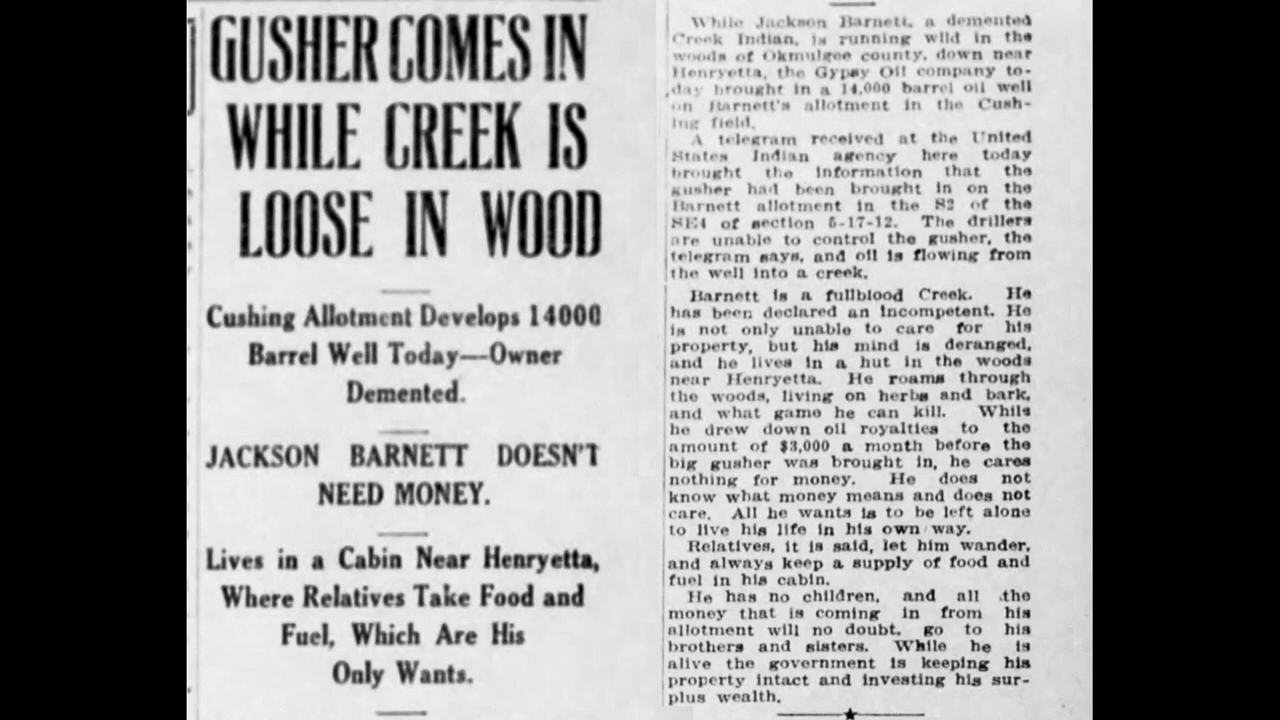 GUSHER COMES IN
WHILE CREEK IS
LOOSE IN WOOD
Cushing Allotment Develops 14000
Barrel Well Today—Owner
Demented.
JACKSON BARNETT DOESN'T
NEED MONEY.
Lives in a Cabin Near Henryetta,
Where Relatives Take Food and
Fuel, Which Are His
Only Wants.
While Jackson Barnett, a demented
Creek Indian, is running wild in the
woods of Okmulgee county, down near
Henryetta, the Gypsy Oil company to-
day brought in a 14,000 barrel oil well
on Barnett's allotment in the Cush-
ing field.
A telegram received at the United
States Indian agency here today
brought the information that the
gusher had been brought in on the
Barnett allotment in the S2 of the
SE4 of section 5-17-12. The drillers
are unable to control the gusher, the
telegram says, and oil is flowing from
the well into a creek.
Barnett is a fullblood Creek. He
has been declared an incompetent. He
is not only unable to care for his
property, but his mind is deranged,
and he lives in a hut in the woods
near Henryetta. He roams through
the woods, living on herbs and bark,
and what game he can kill. While
he drew down oil royalties to the
amount of $3,000 a month before the
big gusher was brought in, he cares
nothing for money. He does not
know what money means and does not
care. All he wants is to be left alone
to live his life in his own way.
Relatives, it is said, let him wander,
and always keep a supply of food and
fuel in his cabin.
He has no children, and all the
money that is coming in from his
allotment will no doubt, go to his
brothers and sisters. While he is
alive the government is keeping his
property intact and investing his sur-
plus wealth.